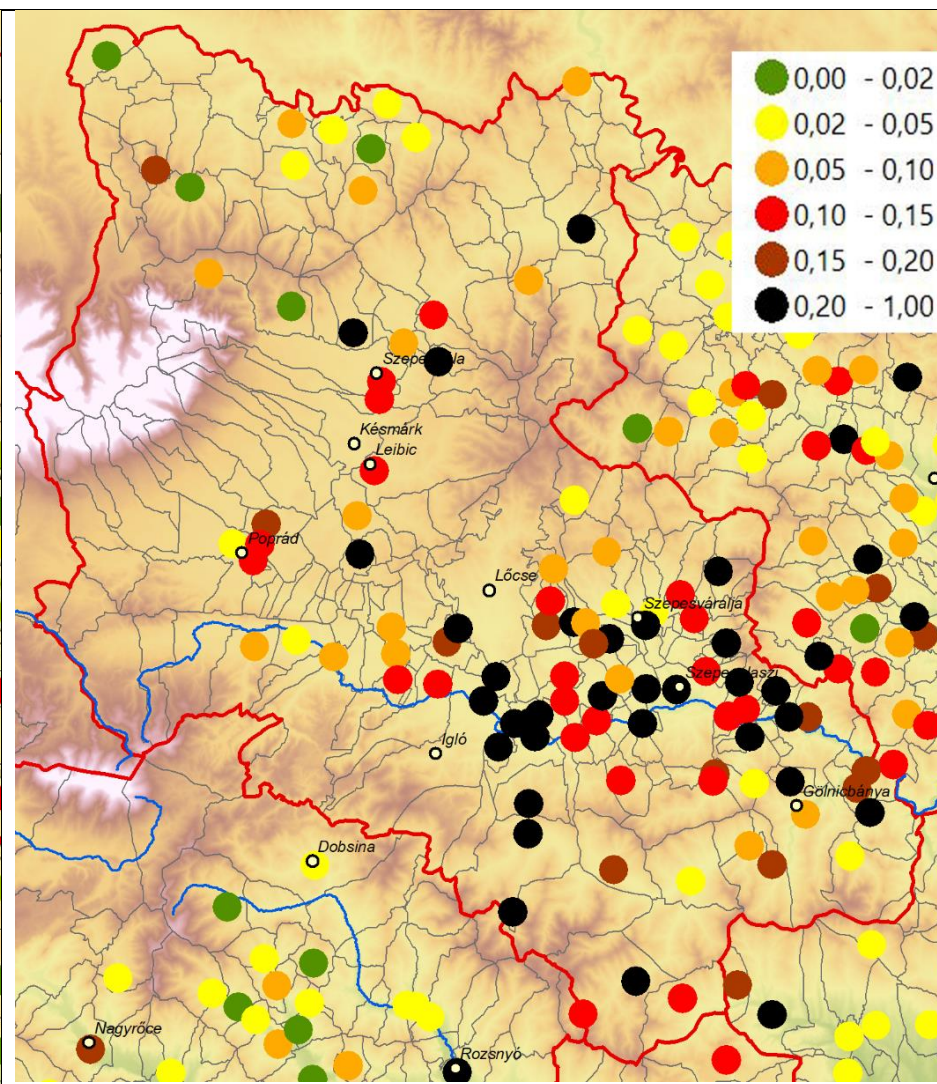 0,00 - 0,02
0,02 - 0,05
0,05 - 0,10
0,10 - 0,15
0,15 - 0,20
0,20 - 1,00
Késmárk
Leibic
Poprád
Lőcse
Szepesváralja
Igló
Gölnicbánya
Dobsina
Nagyrőce
Rozsnyó